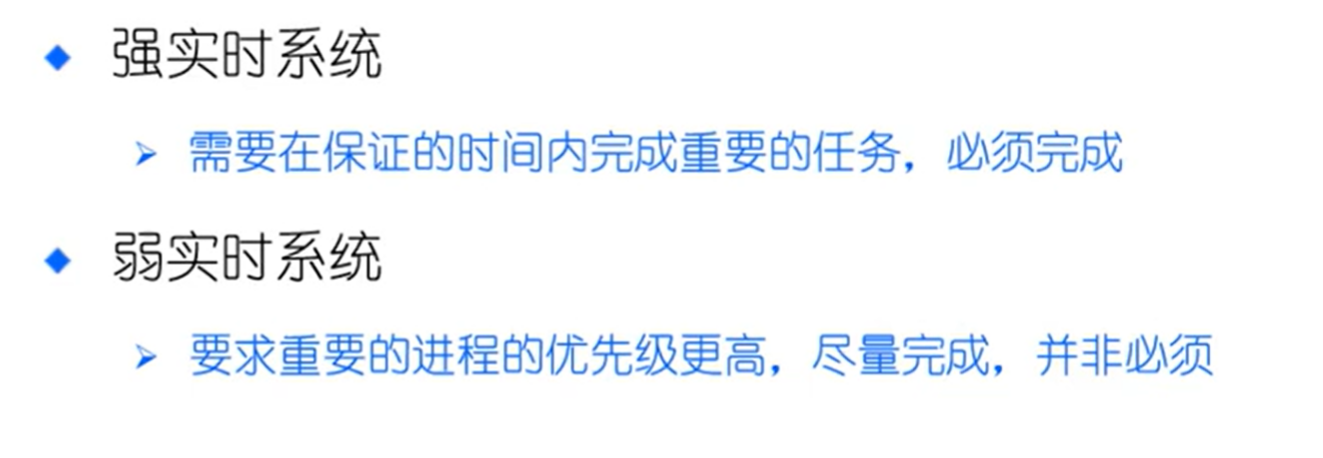 强实时系统
需要在保证的时间内完成重要的任务，必须完成
弱实时系统
要求重要的进程的优先级更高，尽量完成，并非必须